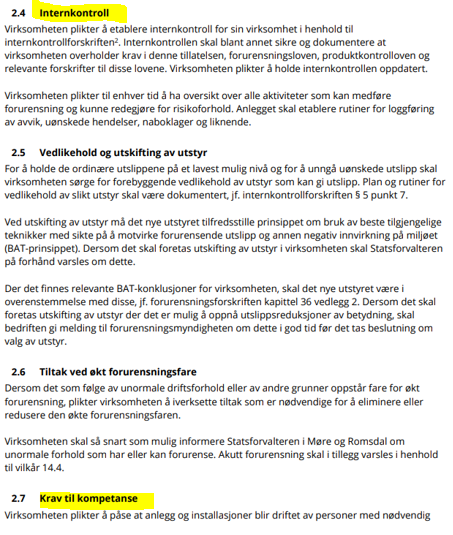 2.4 Internkontroll
Virksomheten plikter å etablere internkontroll for sin virksomhet i henhold til
internkontrollforskriften². Internkontrollen skal blant annet sikre og dokumentere at
virksomheten overholder krav i denne tillatelsen, forurensningsloven, produktkontrolloven og
relevante forskrifter til disse lovene. Virksomheten plikter å holde internkontrollen oppdatert.
Virksomheten plikter til enhver tid å ha oversikt over alle aktiviteter som kan medføre
forurensning og kunne redegjøre for risikoforhold. Anlegget skal etablere rutiner for loggføring
av avvik, uønskede hendelser, naboklager og liknende.
2.5 Vedlikehold og utskifting av utstyr
For å holde de ordinære utslippene på et lavest mulig nivå og for å unngå uønskede utslipp skal
virksomheten sørge for forebyggende vedlikehold av utstyr som kan gi utslipp. Plan og rutiner for
vedlikehold av slikt utstyr skal være dokumentert, jf. internkontrollforskriften § 5 punkt 7.
Ved utskifting av utstyr må det nye utstyret tilfredsstille prinsippet om bruk av beste tilgjengelige
teknikker med sikte på å motvirke forurensende utslipp og annen negativ innvirkning på miljøet
(BAT-prinsippet). Dersom det skal foretas utskifting av utstyr i virksomheten skal Statsforvalteren
på forhånd varsles om dette.
Der det finnes relevante BAT-konklusjoner for virksomheten, skal det nye utstyret være i
overenstemmelse med disse, jf. forurensningsforskriften kapittel 36 vedlegg 2. Dersom det skal
foretas utskifting av utstyr der det er mulig å oppnå utslippsreduksjoner av betydning, skal
bedriften gi melding til forurensningsmyndigheten om dette i god tid før det tas beslutning om
valg av utstyr.
2.6 Tiltak ved økt forurensningsfare
Dersom det som følge av unormale driftsforhold eller av andre grunner oppstår fare for økt
forurensning, plikter virksomheten å iverksette tiltak som er nødvendige for å eliminere eller
redusere den økte forurensningsfaren.
Virksomheten skal så snart som mulig informere Statsforvalteren i Møre og Romsdal om
unormale forhold som har eller kan forurense. Akutt forurensning skal i tillegg varsles i henhold
til vilkår 14.4.
2.7 Krav til kompetanse
Virksomheten plikter å påse at anlegg og installasjoner blir driftet av personer med nødvendig